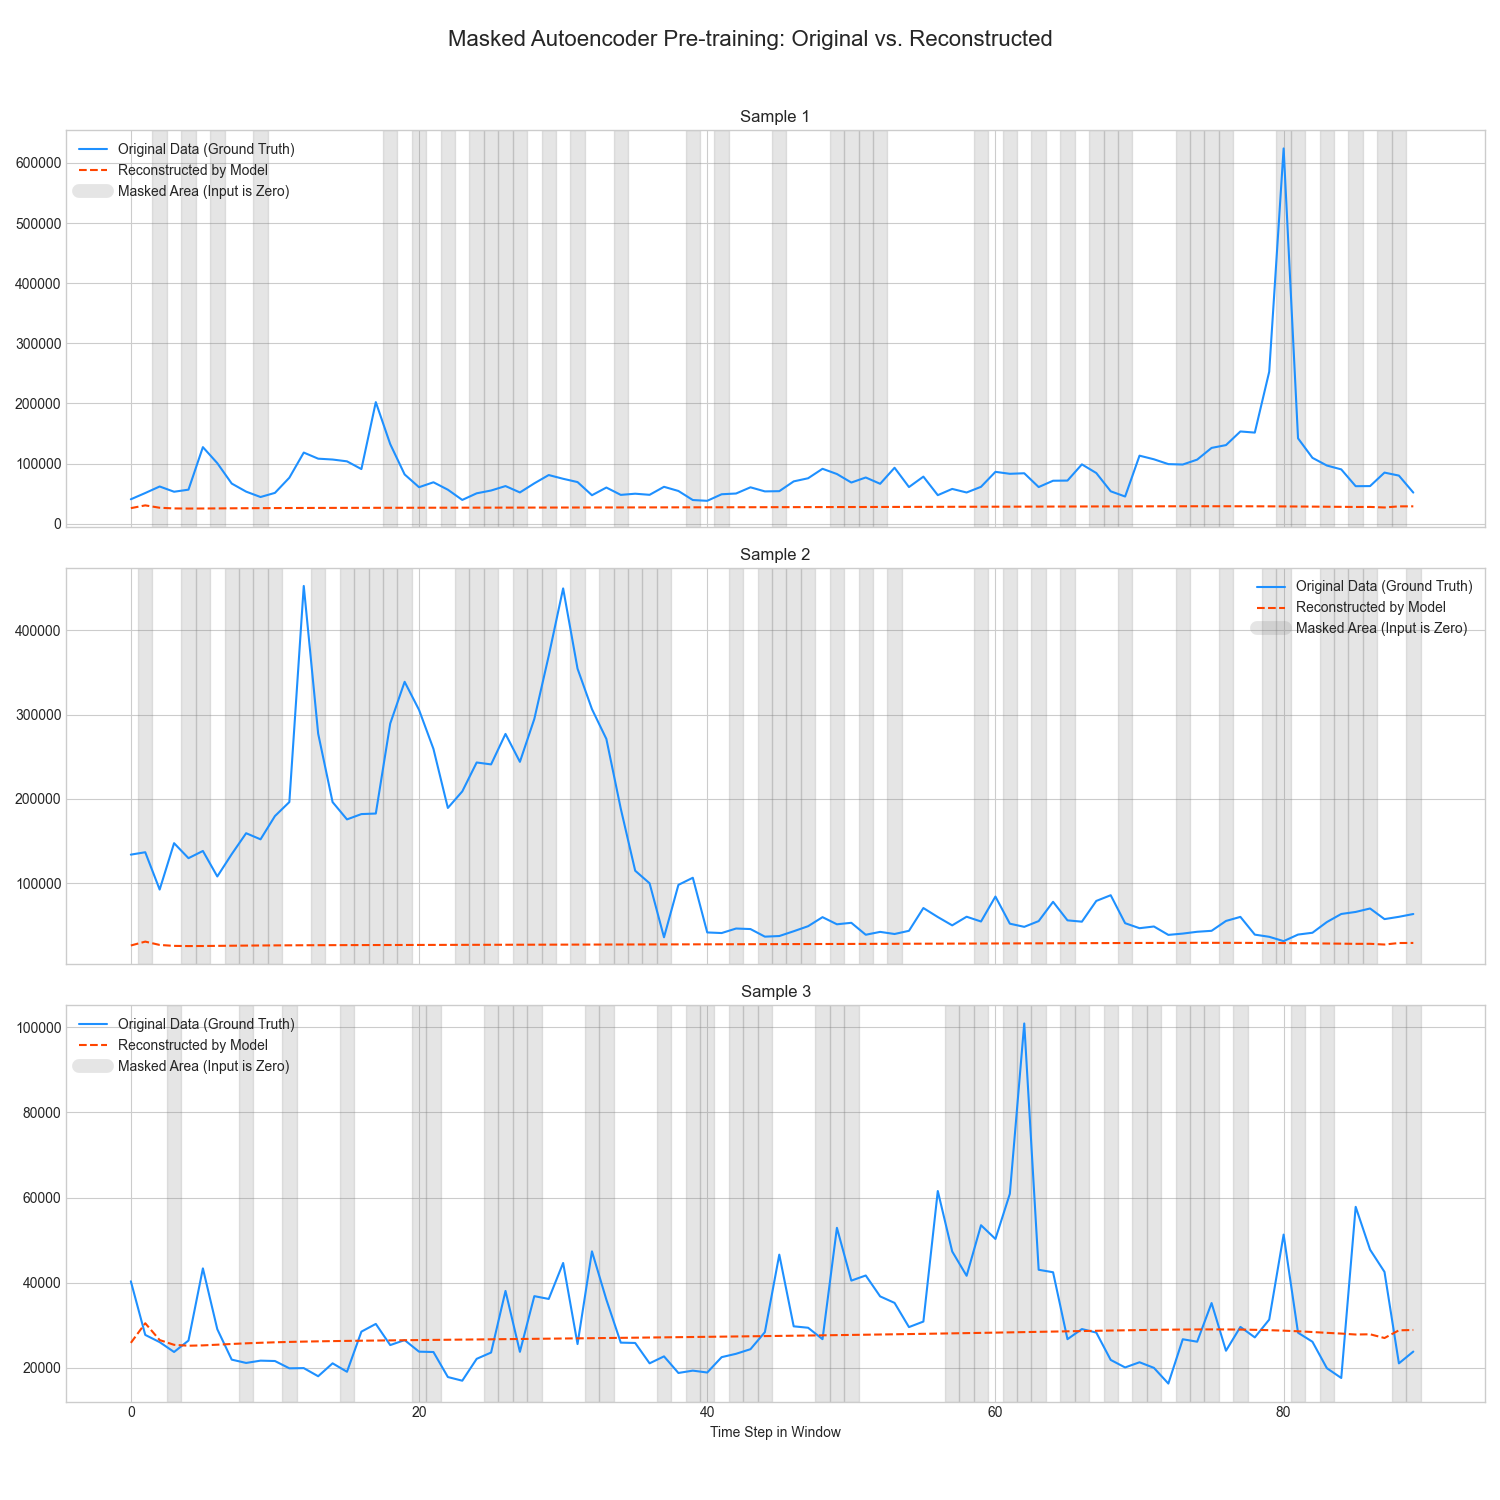 Masked Autoencoder Pre-training: Original vs. Reconstructed
Sample 1
Original Data (Ground Truth)
Reconstructed by Model
Masked Area (Input is Zero)
600000
500000
400000
300000
200000
100000
0
Sample 2
Original Data (Ground Truth)
Reconstructed by Model
Masked Area (Input is Zero)
400000
300000
200000
100000
Sample 3
Original Data (Ground Truth)
Reconstructed by Model
Masked Area (Input is Zero)
100000
80000
60000
40000
20000
0 20 40 60 80
Time Step in Window